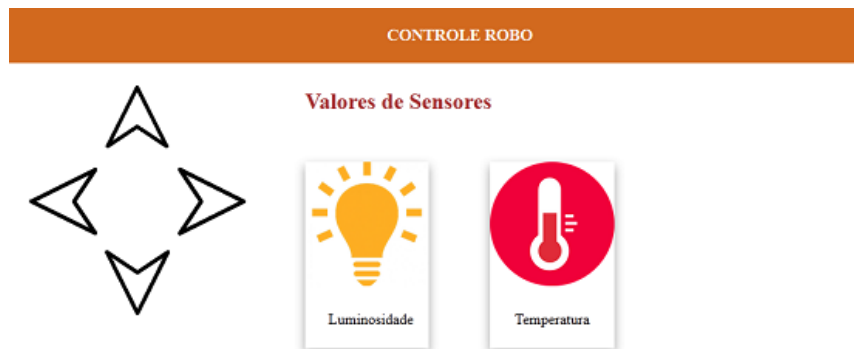 CONTROLE ROBO
Valores de Sensores
Luminosidade
Temperatura